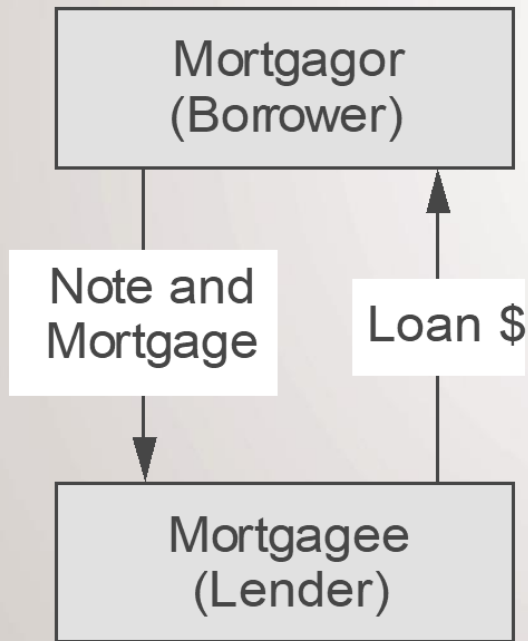 Mortgagor
(Borrower)
Note and
Mortgage
Loan $
Mortgagee
(Lender)